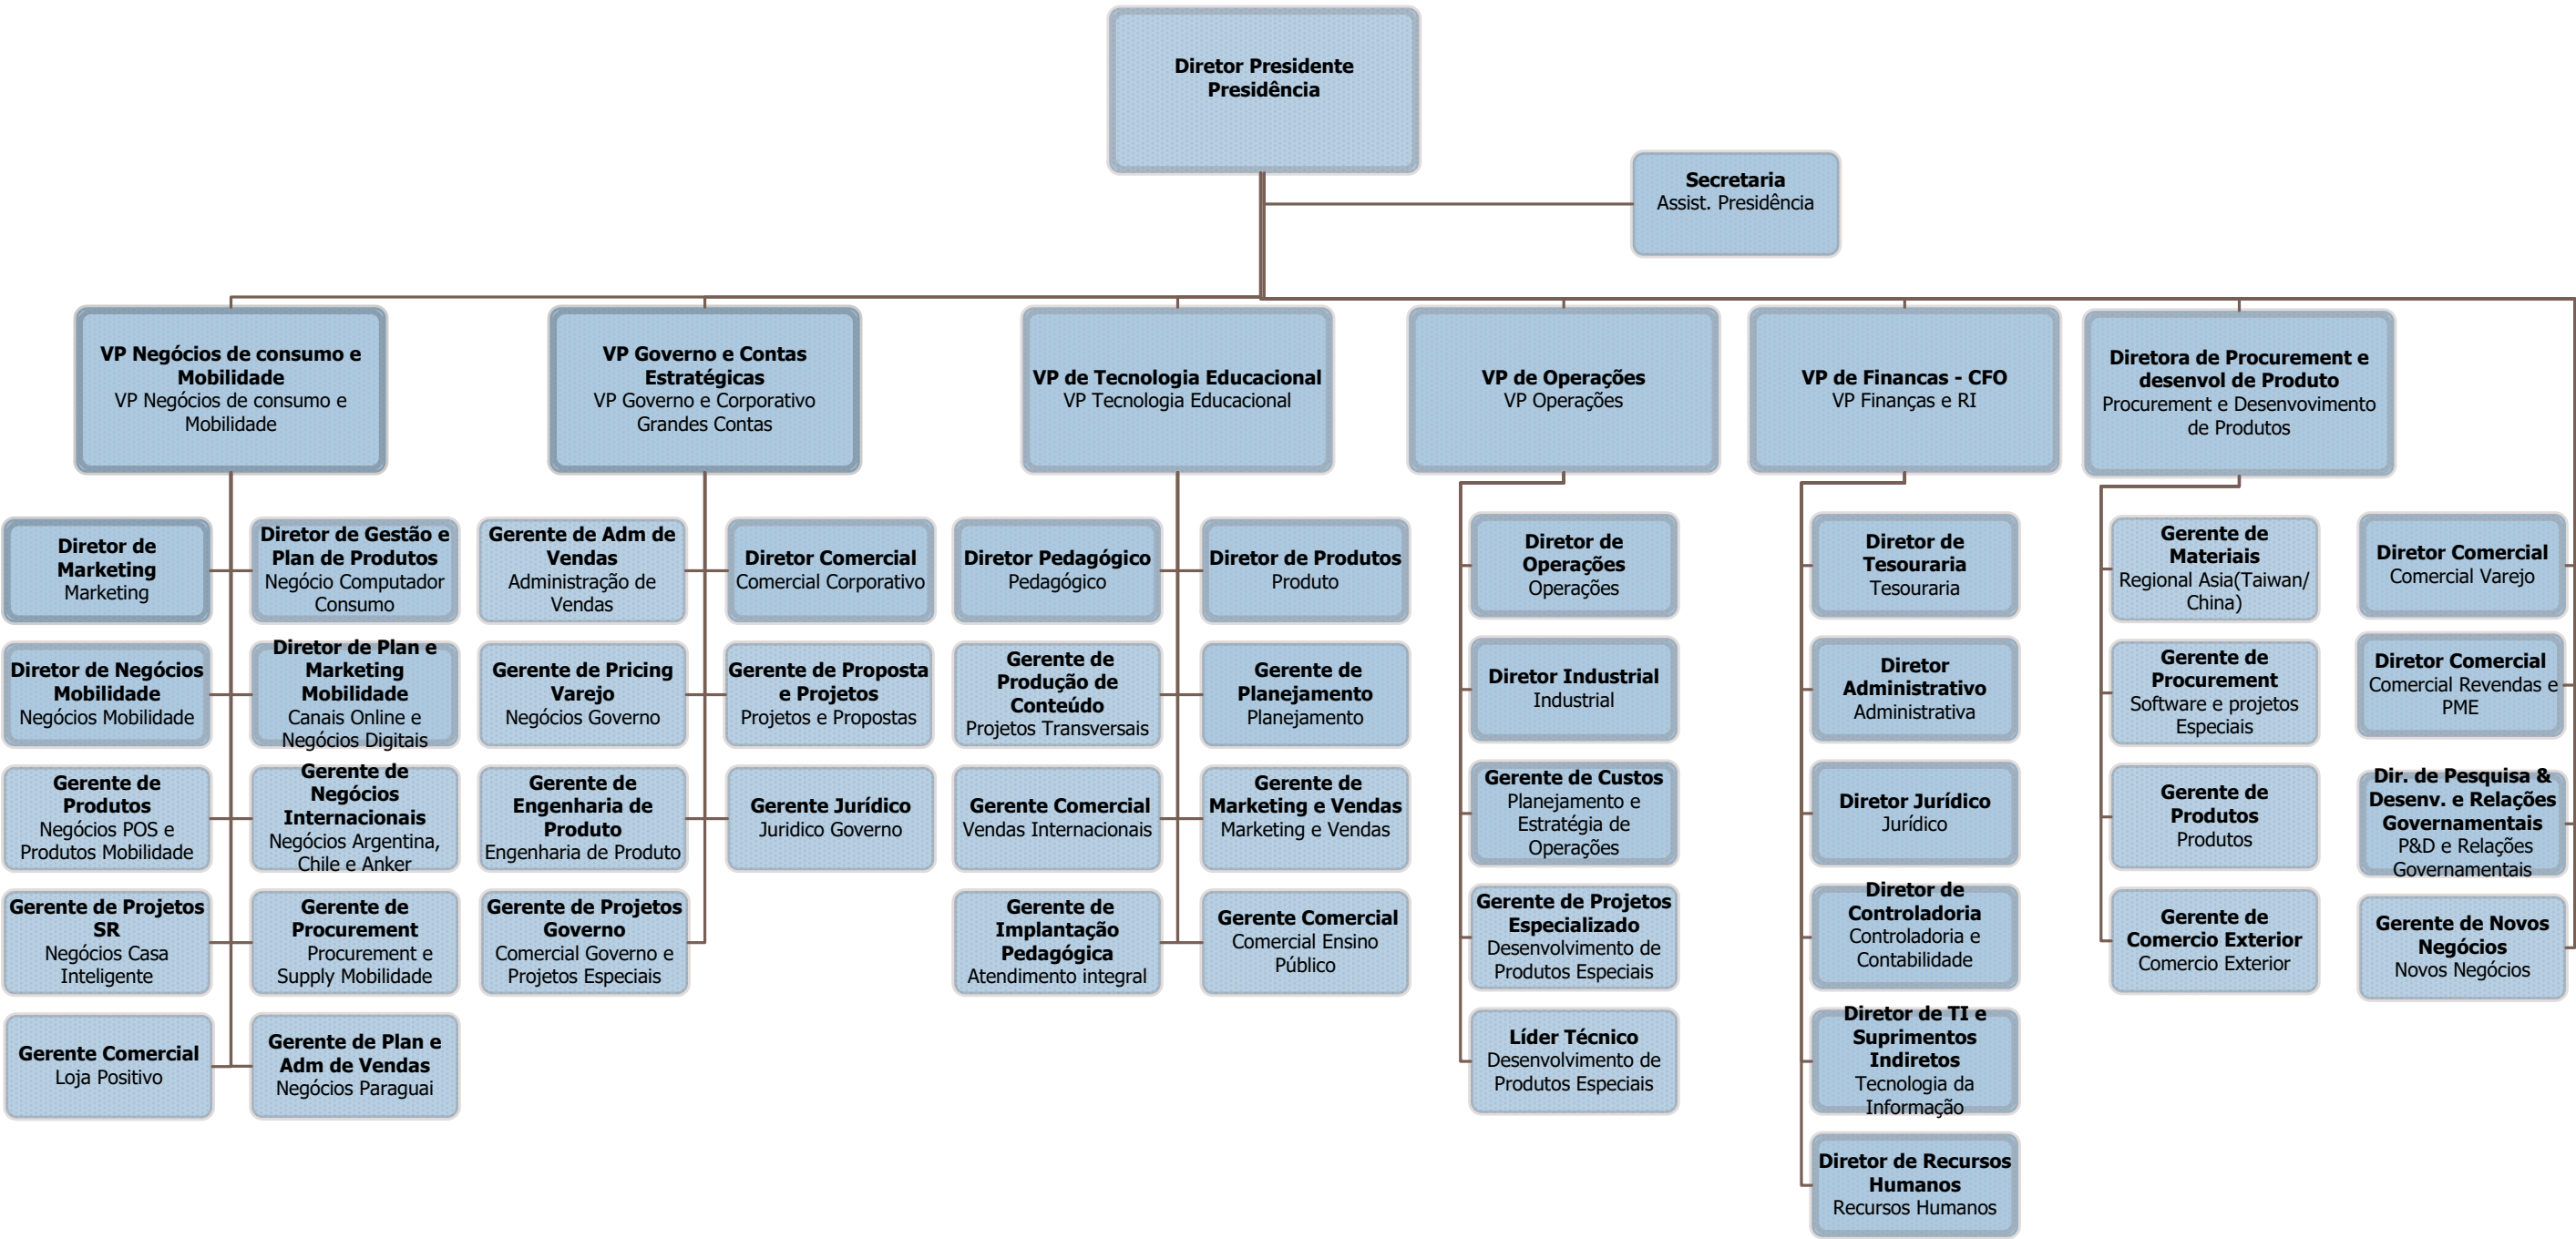 Diretor Presidente
Presidência
Secretaria
Assist. Presidência
VP Negócios de consumo e
Mobilidade
VP Negócios de consumo e
Mobilidade
VP Governo e Contas
Estratégicas
VP Governo e Corporativo
Grandes Contas
VP de Tecnologia Educacional
VP Tecnologia Educacional
VP de Operações
VP Operações
VP de Financas - CFO
VP Finanças e RI
Diretora de Procurement e
desenvol de Produto
Procurement e Desenvovimento
de Produtos
Diretor de
Marketing
Marketing
Diretor de Gestão e
Plan de Produtos
Negócio Computador
Consumo
Diretor de Negócios
Mobilidade
Negócios Mobilidade
Diretor de Plan e
Marketing
Mobilidade
Canais Online e
Negócios Digitais
Gerente de
Produtos
Negócios POS e
Produtos Mobilidade
Gerente de
Negócios
Internacionais
Negócios Argentina,
Chile e Anker
Gerente de Projetos
SR
Negócios Casa
Inteligente
Gerente de
Procurement
Procurement e
Supply Mobilidade
Gerente Comercial
Loja Positivo
Gerente de Plan e
Adm de Vendas
Negócios Paraguai
Gerente de Adm de
Vendas
Administração de
Vendas
Diretor Comercial
Comercial Corporativo
Gerente de Pricing
Varejo
Negócios Governo
Gerente de Proposta
e Projetos
Projetos e Propostas
Gerente de
Engenharia de
Produto
Engenharia de Produto
Gerente Jurídico
Juridico Governo
Gerente de Projetos
Governo
Comercial Governo e
Projetos Especiais
Diretor Pedagógico
Pedagógico
Diretor de Produtos
Produto
Gerente de
Produção de
Conteúdo
Projetos Transversais
Gerente de
Planejamento
Planejamento
Gerente Comercial
Vendas Internacionais
Gerente de
Marketing e Vendas
Marketing e Vendas
Gerente de
Implantação
Pedagógica
Atendimento integral
Gerente Comercial
Comercial Ensino
Público
Diretor de
Operações
Operações
Diretor Industrial
Industrial
Gerente de Custos
Planejamento e
Estratégia de
Operações
Gerente de Projetos
Especializado
Desenvolvimento de
Produtos Especiais
Líder Técnico
Desenvolvimento de
Produtos Especiais
Diretor de
Tesouraria
Tesouraria
Diretor
Administrativo
Administrativa
Diretor Jurídico
Jurídico
Diretor de
Controladoria
Controladoria e
Contabilidade
Diretor de TI e
Suprimentos
Indiretos
Tecnologia da
Informação
Diretor de Recursos
Humanos
Recursos Humanos
Gerente de
Materiais
Regional Asia(Taiwan/
China)
Gerente de
Procurement
Software e projetos
Especiais
Gerente de
Produtos
Produtos
Gerente de
Comercio Exterior
Comercio Exterior
Diretor Comercial
Comercial Varejo
Diretor Comercial
Comercial Revendas e
PME
Dir. de Pesquisa &
Desenv. e Relações
Governamentais
P&D e Relações
Governamentais
Gerente de Novos
Negócios
Novos Negócios